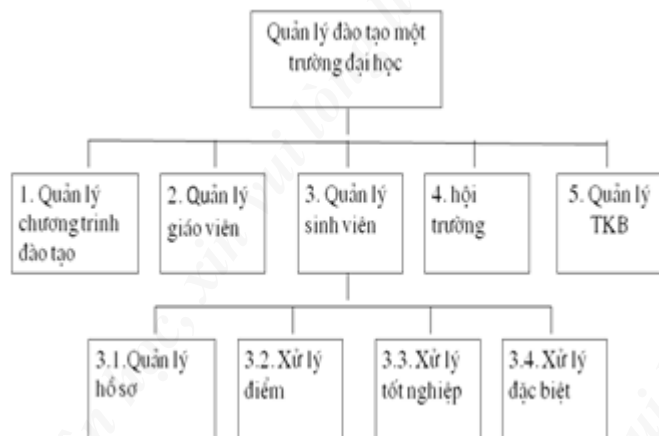 Quản lý đào tạo một
trường đại học
1. Quản lý
chương trinh
đào tạo
2. Quản lý
giáo viên
3. Quản lý
sinh viên
4. hội
trường
5. Quản lý
TKB
3.1.Quản lý
hồ sơ
3.2. Xử lý
điểm
3.3. Xử lý
tốt nghiệp
3.4. Xử lý
đặc biệt